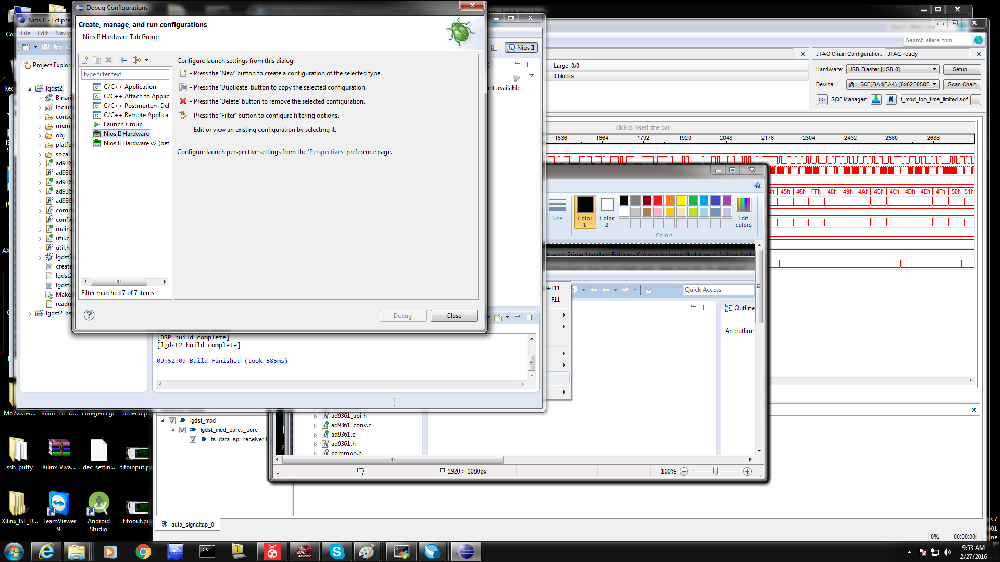 Debug Configurations
Create, manage, and run configurations
Nios II Hardware Tab Group
type filter text
C/C++ Application
C/C++ Attach to Applic
C/C++ Postmortem Del
C/C++ Remote Applicat
Launch Group
Nios II Hardware
Nios II Hardware v2 (bet
Filter matched 7 of 7 items
Configure launch settings from this dialog:
- Press the 'New' button to create a configuration of the selected type.
- Press the 'Duplicate' button to copy the selected configuration.
- Press the 'Delete' button to remove the selected configuration.
- Press the 'Filter' button to configure filtering options.
- Edit or view an existing configuration by selecting it.
Configure launch perspective settings from the 'Perspectives' preference page.
Debug
Close
Nios II - Eclipse
File Edit Navig
Project Explore
lgdst2
Binari
Includ
conso
mem_
obj
platfo
socal
ad936
ad936
ad936
ad936
ad936
comm
config
main.
util.c
util.h
lgdst2
create
lgdst2
lgdst2
Make
readm
lgdst2_bs
Nios II
not available.
[BSP build complete]
[lgdst2 build complete]
09:52:09 Build Finished (took 585ms)
Search altera.com
Large: 0/0
0 blocks
JTAG Chain Configuration: JTAG ready
Hardware: USB-Blaster [USB-0] Setup...
Device: @1: 5CE(BA4|FA4) (0x02B050D Scan Chain
>> SOF Manager: t_mod_top_time_limited.sof ...
click to insert time bar
1536 1664 1792 1920 2048 2176 2304 2432 2560 2688
4h 45h 46h FFh 48h 49h 4Ah 4Bh 4Ch 4Dh 4Eh 4Fh 50h 51h
Size
Color 1
Color 2
Edit colors
Colors
Quartus Prime Standard Edition - C:/sncvs/usbmod/lgdst_mod_full/syn/lgds
+F11
F11
Quick Access
Outline
An outline
ad9361_api.h
ad9361_conv.c
ad9361.c
ad9361.h
common.h
1920 × 1080px
100%
lgdst_mod
lgdst_mod_core:i_core
ts_data_spi_receiver:i_
auto_signaltap_0
0% 00:00:00
MobaXter...
Xilinx_ISE_D...
coregen.cgc
fifoend.pr
ssh_putty
Xilinx_Viva...
dec_settin...
fifoinput.p
Xilinx_ISE_D...
TeamViewer 9
Android Studio
fifoout.pr
9:53 AM
2/27/2016